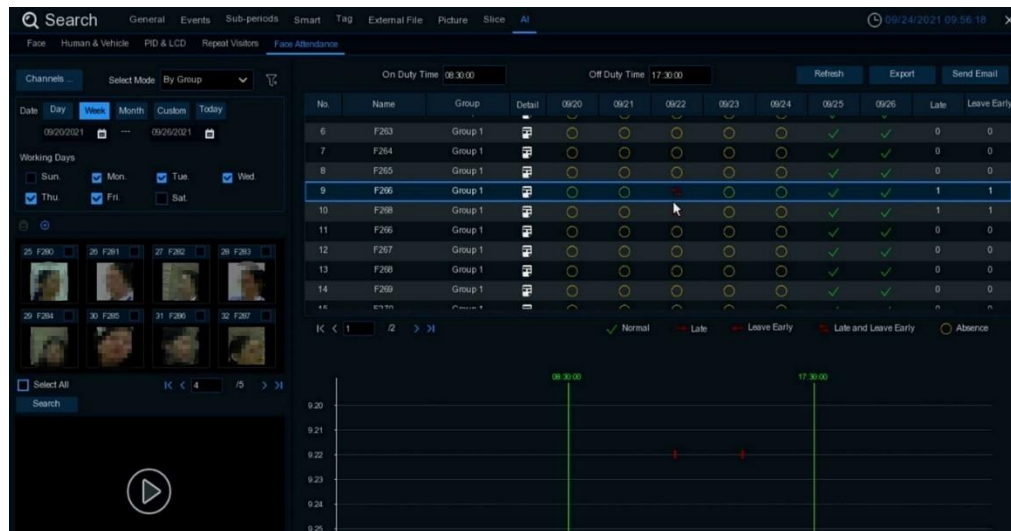 Search General Events Sub-periods Smart Tag External File Picture Slice AI 09/24/2021 09:56:18
Face Human & Vehicle PID & LCD Repeat Visitors Face Attendance
Channels ... Select Mode By Group
On Duty Time 08:30:00 Off Duty Time 17:30:00 Refresh Export Send Email
Date Day Week Month Custom Today
09/20/2021 --- 09/26/2021
Working Days
Sun. Mon. Tue. Wed.
Thu. Fri. Sat.
25 F280 26 F281 27 F282 28 F283
29 F284 30 F285 31 F286 32 F287
Select All 4 /5
Search
No. Name Group Detail 09/20 09/21 09/22 09/23 09/24 09/25 09/26 Late Leave Early
6 F263 Group 1 0 0
7 F264 Group 1 0 0
8 F265 Group 1 0 0
9 F266 Group 1 1 1
10 F268 Group 1 1 1
11 F266 Group 1 0 0
12 F267 Group 1 0 0
13 F268 Group 1 0 0
14 F269 Group 1 0 0
15 F270 Group 1
1 /2 Normal Late Leave Early Late and Leave Early Absence
08:30:00 17:30:00
9.20
9.21
9.22
9.23
9.24
9.25